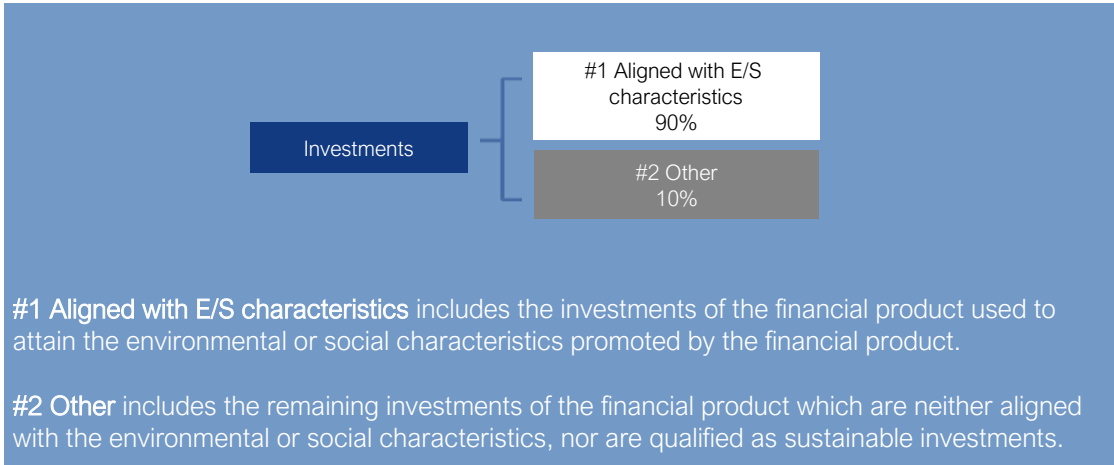 #1 Aligned with E/S
characteristics
90%
Investments
#2 Other
10%
#1 Aligned with E/S characteristics includes the investments of the financial product used to
attain the environmental or social characteristics promoted by the financial product.
#2 Other includes the remaining investments of the financial product which are neither aligned
with the environmental or social characteristics, nor are qualified as sustainable investments.